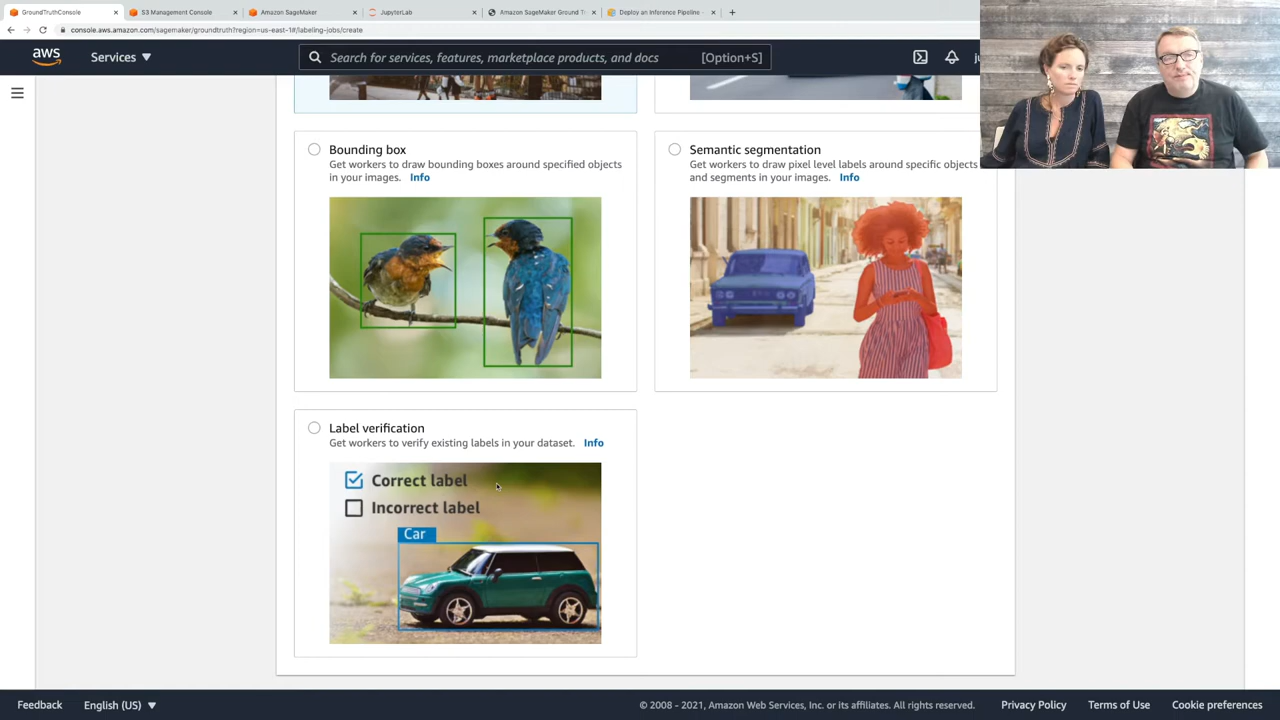 GroundTruthConsole
S3 Management Console
Amazon SageMaker
JupyterLab
Amazon SageMaker Ground Tr
Deploy an Inference Pipeline
console.aws.amazon.com/sagemaker/groundtruth?region=us-east-1#/labeling-jobs/create
aws
Services
Search for services, features, marketplace products, and docs
[Option+S]
Bounding box
Get workers to draw bounding boxes around specified objects
in your images. Info
Semantic segmentation
Get workers to draw pixel level labels around specific objects
and segments in your images. Info
Label verification
Get workers to verify existing labels in your dataset. Info
Correct label
Incorrect label
Car
Feedback
English (US)
© 2008 - 2021, Amazon Web Services, Inc. or its affiliates. All rights reserved.
Privacy Policy
Terms of Use
Cookie preferences